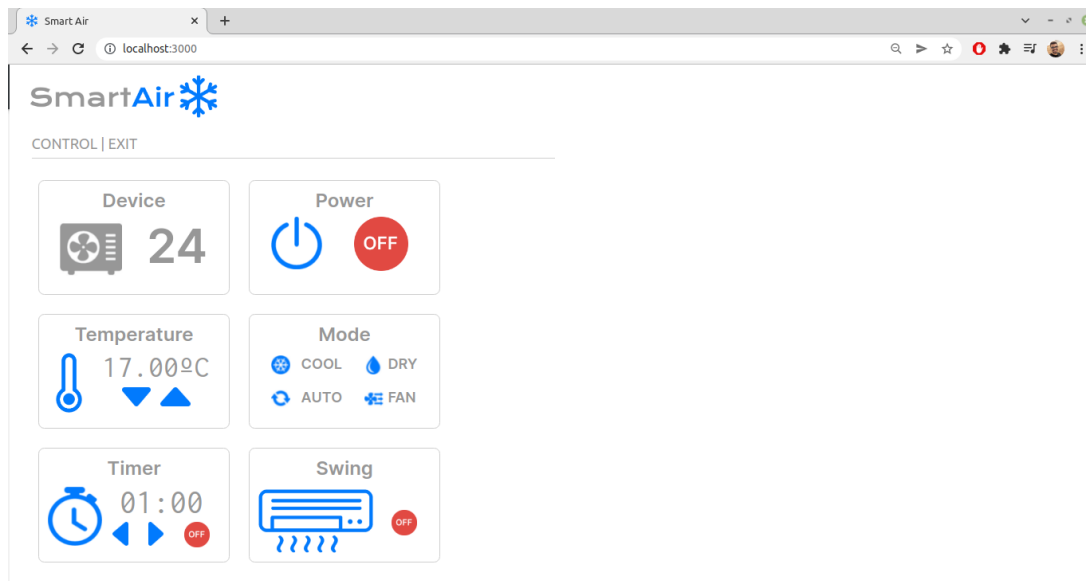 Smart Air
localhost:3000
SmartAir
CONTROL | EXIT
Device Power
24 OFF
Temperature Mode
17.00ºC COOL DRY
AUTO FAN
Timer Swing
01:00
OFF OFF